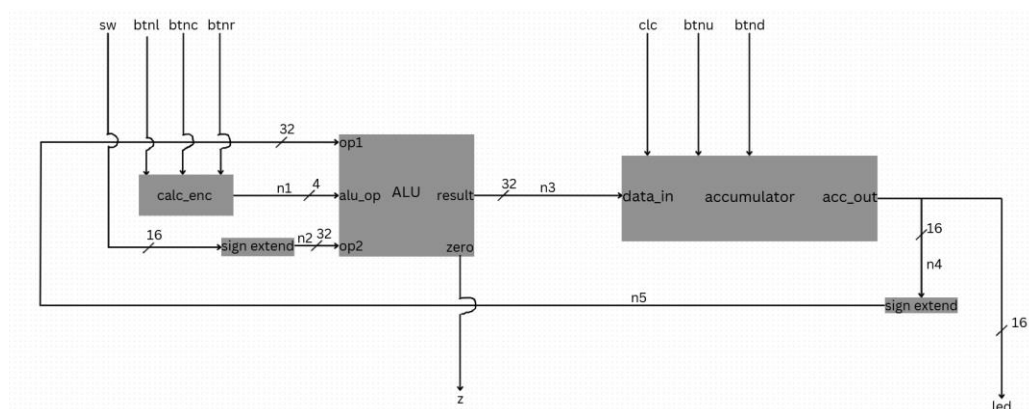 sw btnl btnc btnr
clc btnu btnd
32
op1
calc_enc
n1
4
alu_op
ALU
result
32
n3
data_in
accumulator
acc_out
16
sign extend
n2
32
op2
zero
16
n4
n5
sign extend
16
z
led